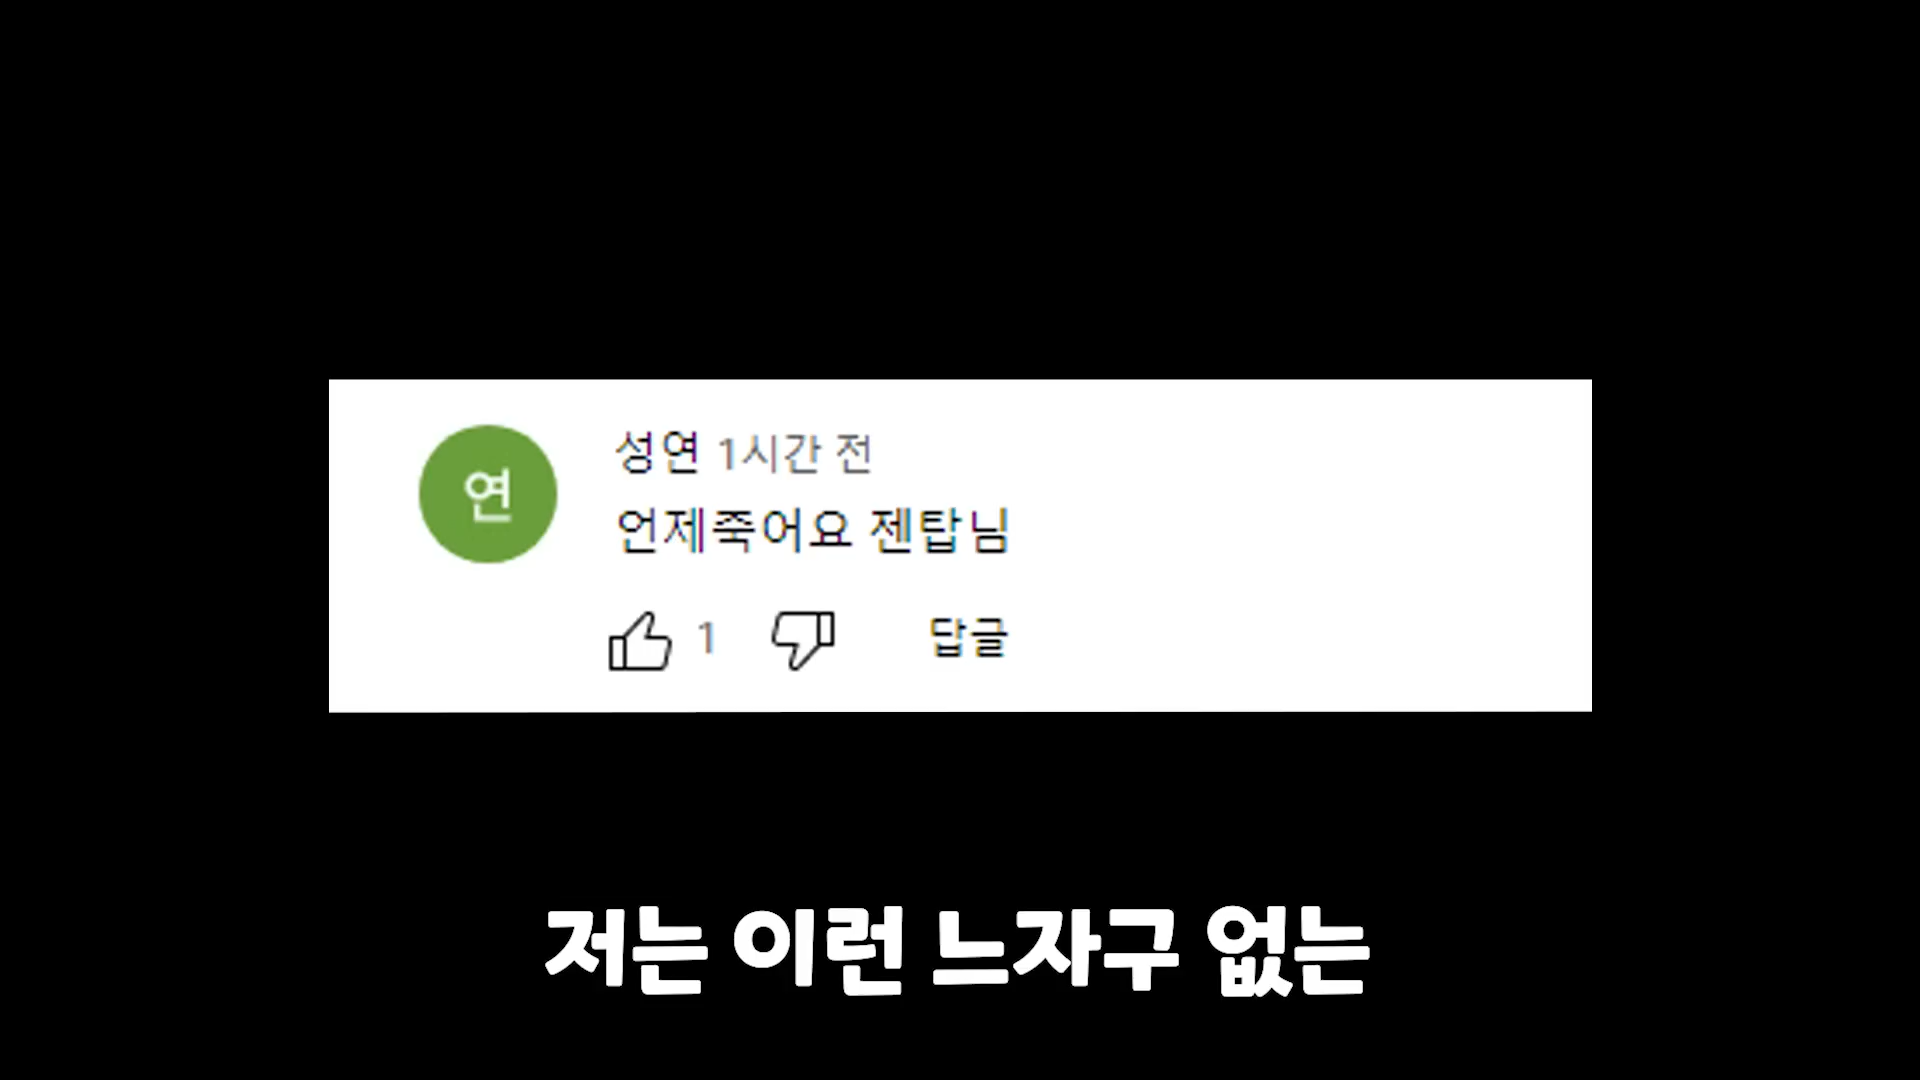 연
성연 1시간 전
언제죽어요 젠탑님
1 답글
저는 이런 느자구 없는